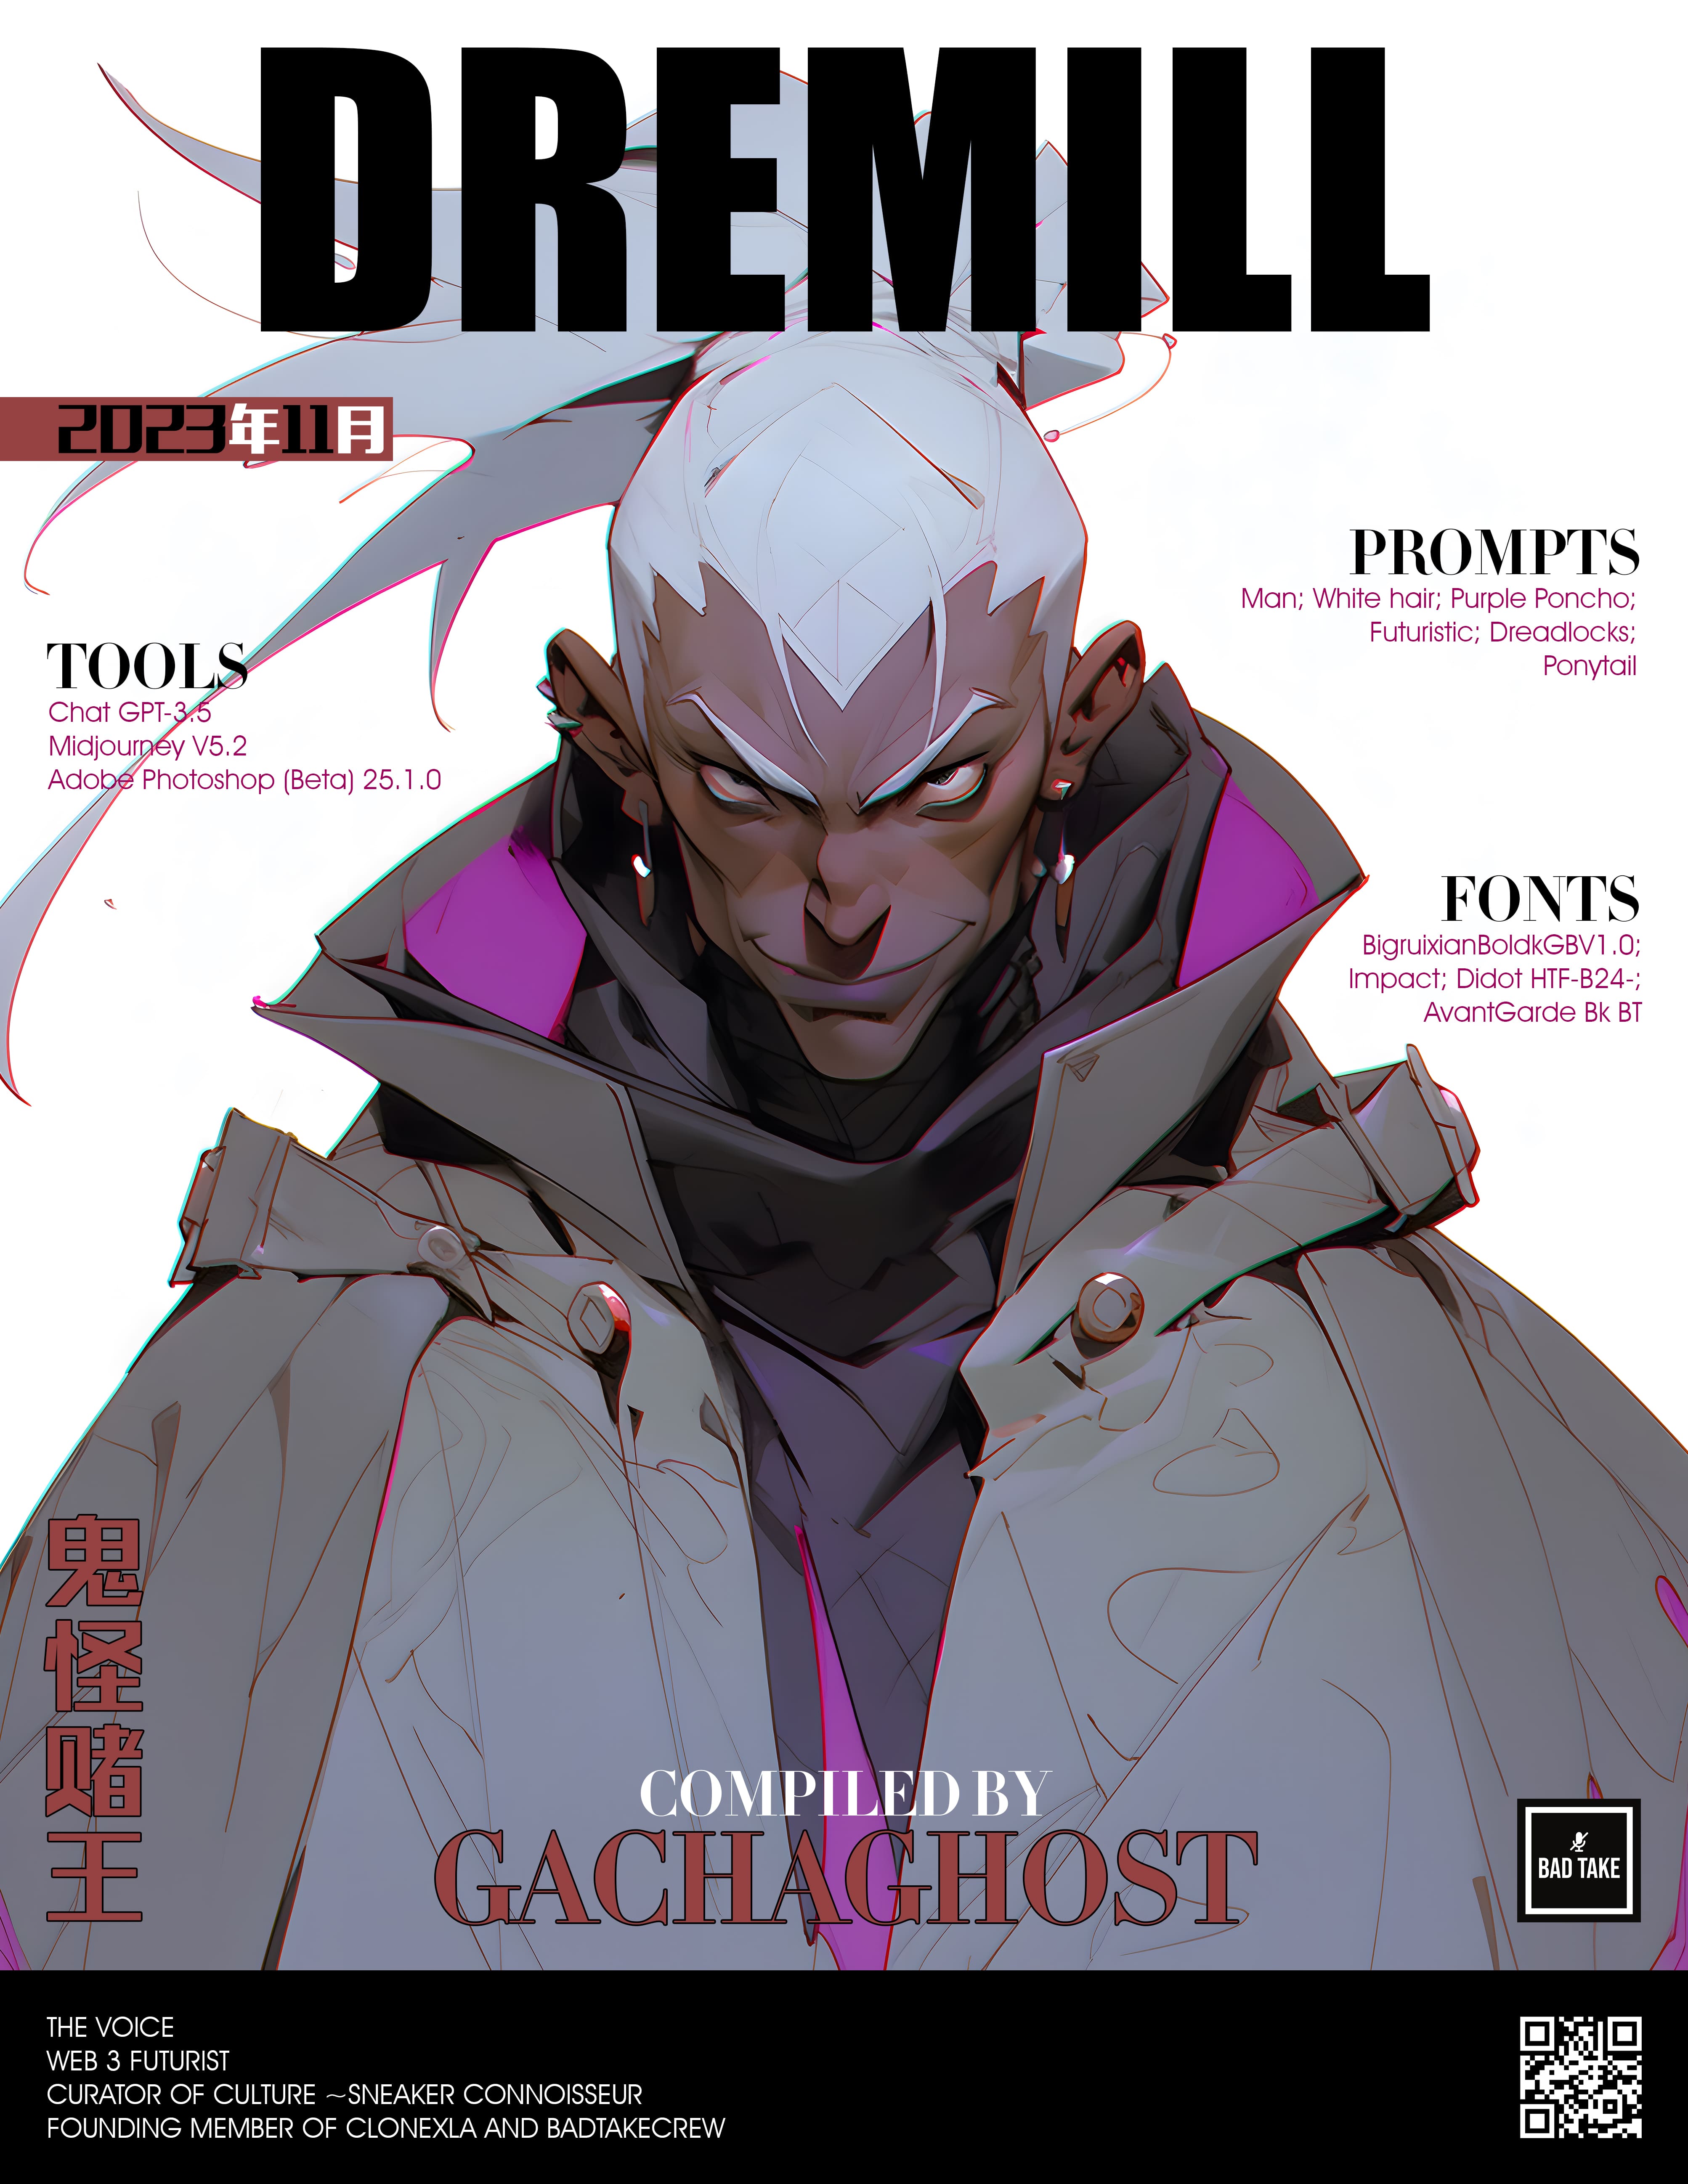 DREMILL
2023年11月
PROMPTS
Man; White hair; Purple Poncho;
Futuristic; Dreadlocks;
Ponytail
TOOLS
Chat GPT-3.5
Midjourney V5.2
Adobe Photoshop (Beta) 25.1.0
FONTS
BigruixianBoldkGBV1.0;
Impact; Didot HTF-B24-;
AvantGarde Bk BT
鬼怪赌王
COMPILED BY
GACHAGHOST
BAD TAKE
THE VOICE
WEB 3 FUTURIST
CURATOR OF CULTURE ~SNEAKER CONNOISSEUR
FOUNDING MEMBER OF CLONEXLA AND BADTAKECREW